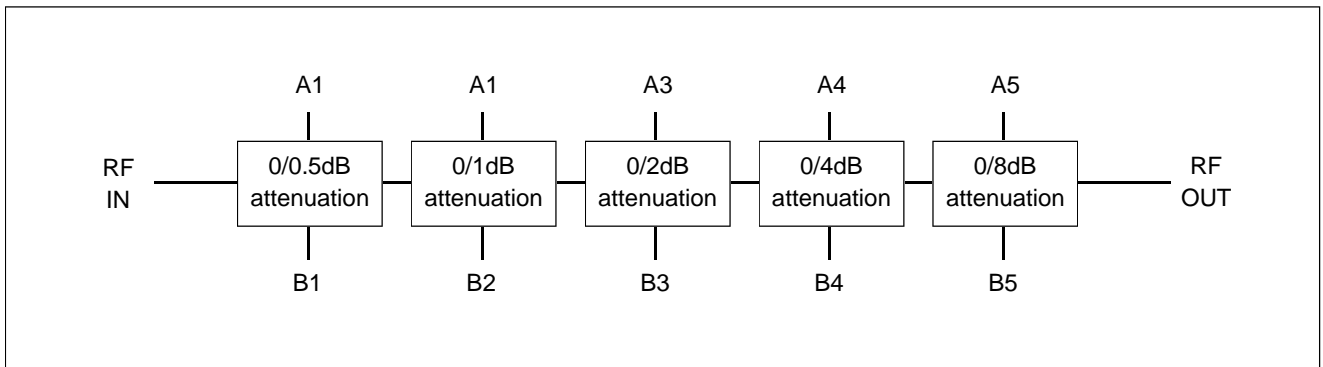 A1 A1 A3 A4 A5
RF IN
0/0.5dB attenuation
0/1dB attenuation
0/2dB attenuation
0/4dB attenuation
0/8dB attenuation
RF OUT
B1 B2 B3 B4 B5